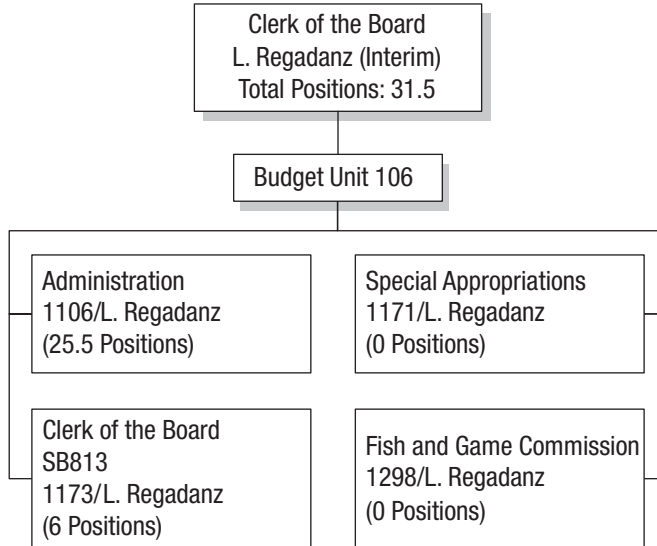 Clerk of the Board
L. Regadanz (Interim)
Total Positions: 31.5
Budget Unit 106
Administration
1106/L. Regadanz
(25.5 Positions)
Special Appropriations
1171/L. Regadanz
(0 Positions)
Clerk of the Board
SB813
1173/L. Regadanz
(6 Positions)
Fish and Game Commission
1298/L. Regadanz
(0 Positions)